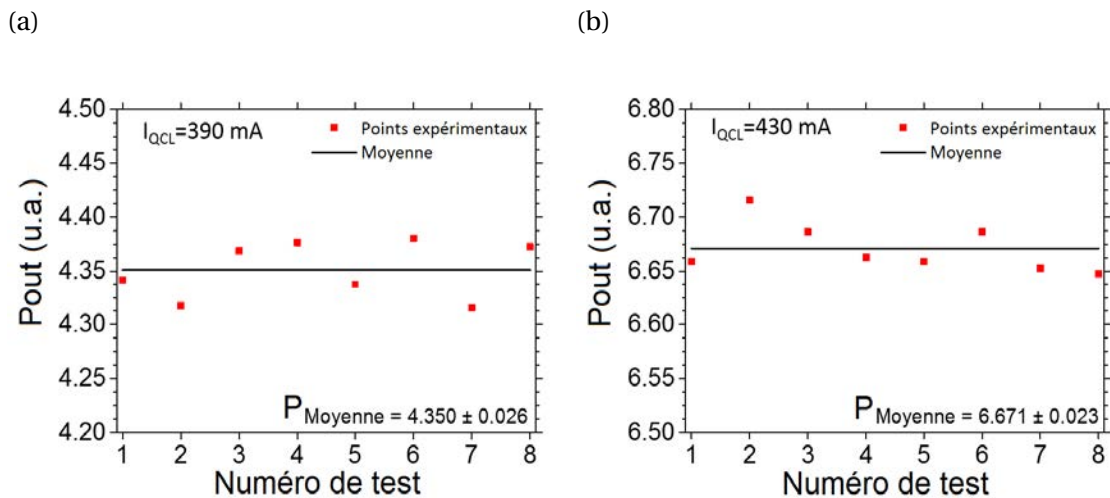 (a)
I_QCL=390 mA
Points expérimentaux
Moyenne
Pout (u.a.)
4.50
4.45
4.40
4.35
4.30
4.25
4.20
P_Moyenne = 4.350 ± 0.026
1 2 3 4 5 6 7 8
Numéro de test
(b)
I_QCL=430 mA
Points expérimentaux
Moyenne
Pout (u.a.)
6.80
6.75
6.70
6.65
6.60
6.55
6.50
P_Moyenne = 6.671 ± 0.023
1 2 3 4 5 6 7 8
Numéro de test